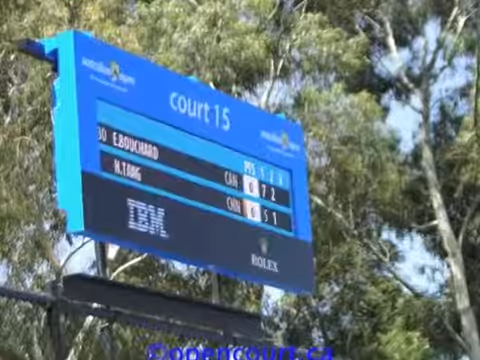 australian open
australian open
court 15
PTS 1 2 3
30 E.BOUCHARD CAN 0 7 2
H.TANG CHN 0 5 1
IBM
ROLEX
©opencourt.ca